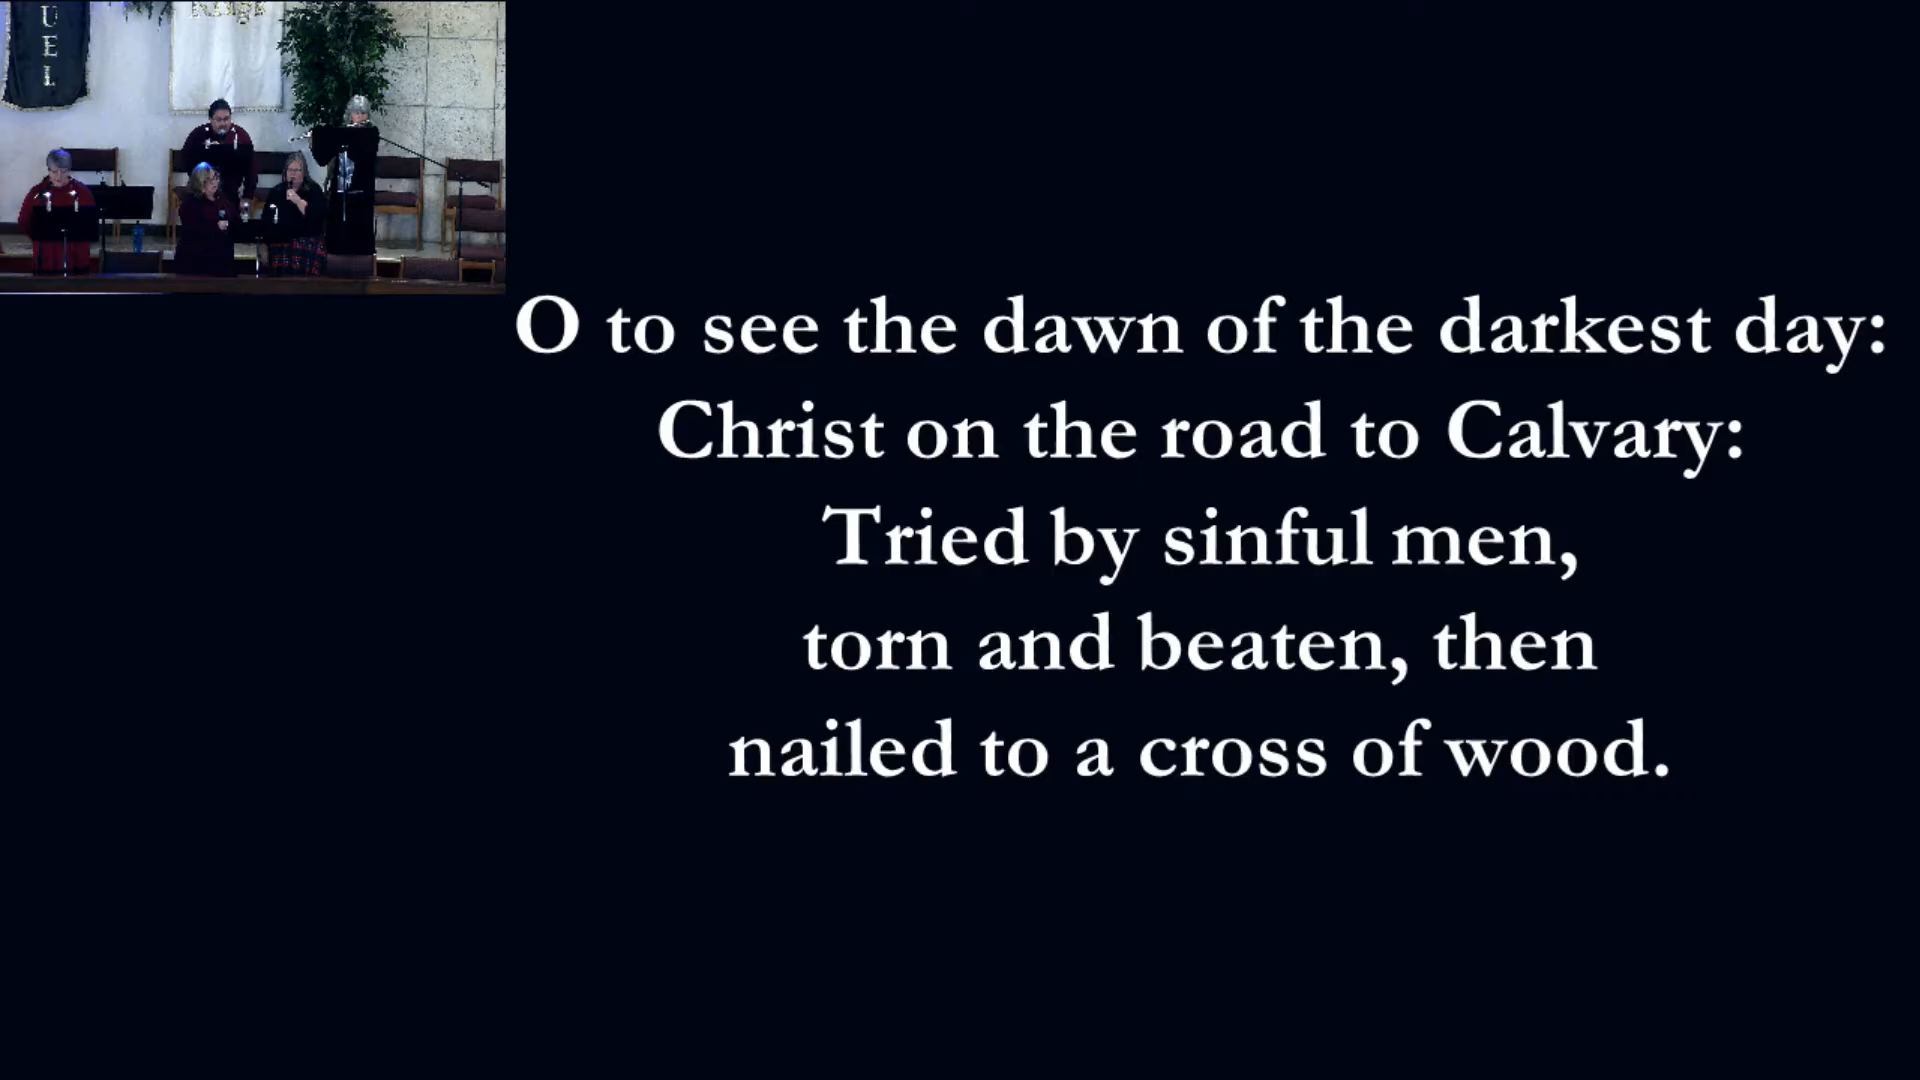 U
E
L
Kings
O to see the dawn of the darkest day:
Christ on the road to Calvary:
Tried by sinful men,
torn and beaten, then
nailed to a cross of wood.